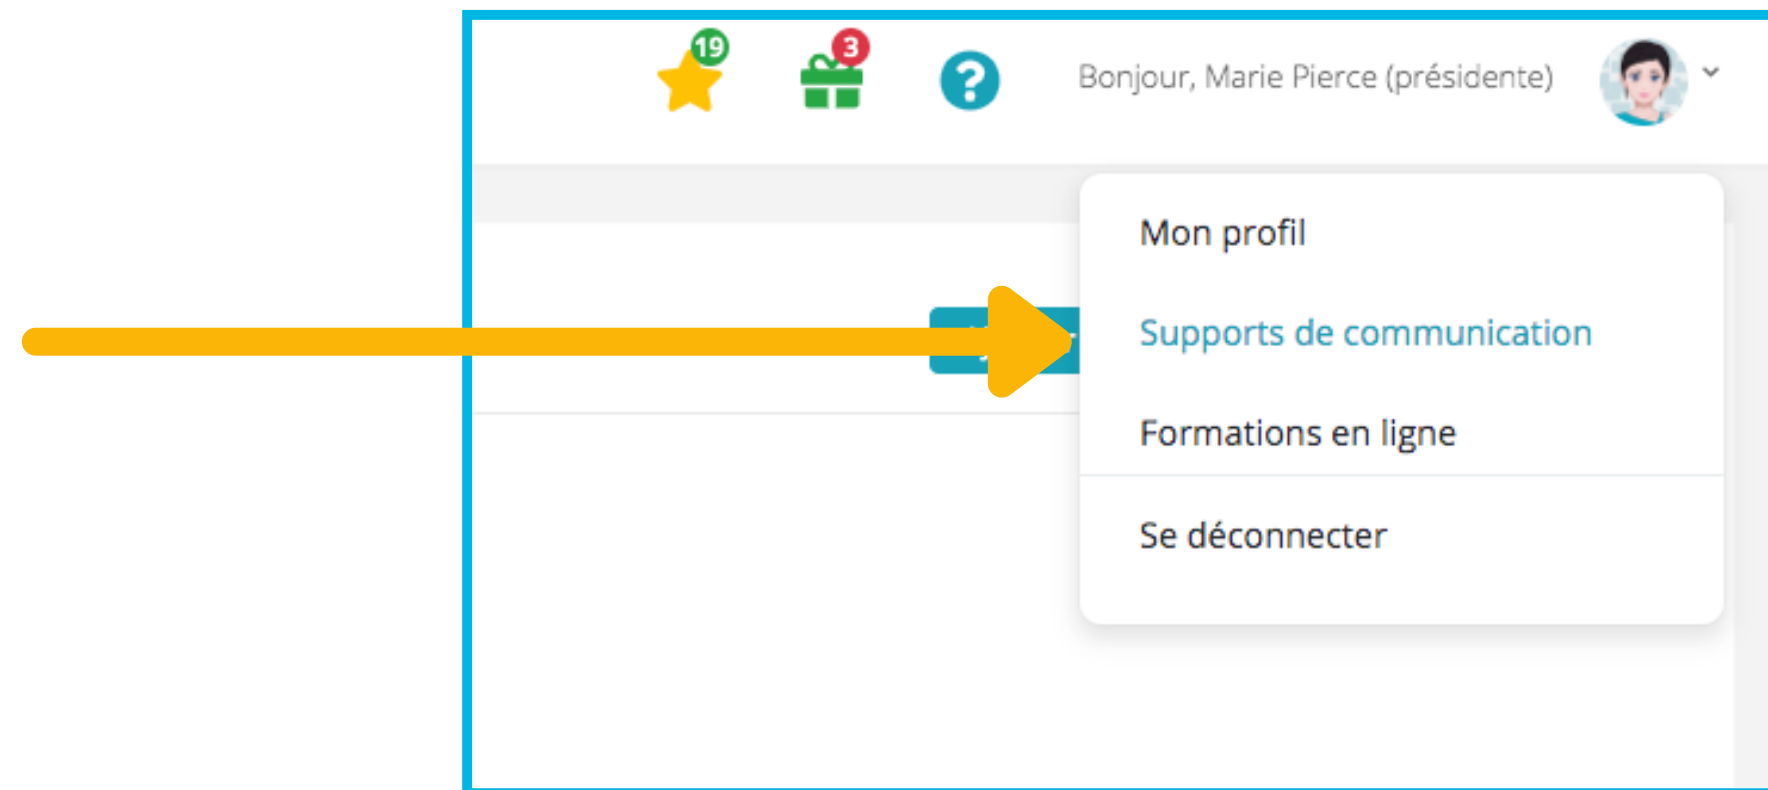 19
3
?
Bonjour, Marie Pierce (présidente)
Mon profil
Supports de communication
Formations en ligne
Se déconnecter